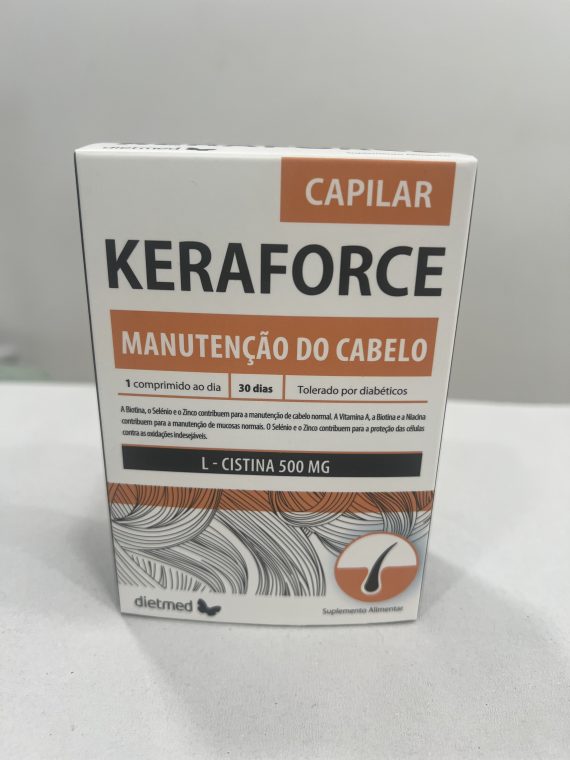 dietmed
Suplemento Alimentar
CAPILAR
KERAFORCE
MANUTENÇÃO DO CABELO
1 comprimido ao dia
30 dias
Tolerado por diabéticos
A Biotina, o Selénio e o Zinco contribuem para a manutenção de cabelo normal. A Vitamina A, a Biotina e a Niacina
contribuem para a manutenção de mucosas normais. O Selénio e o Zinco contribuem para a proteção das células
contra as oxidações indesejáveis.
L - CISTINA 500 MG
dietmed
Suplemento Alimentar